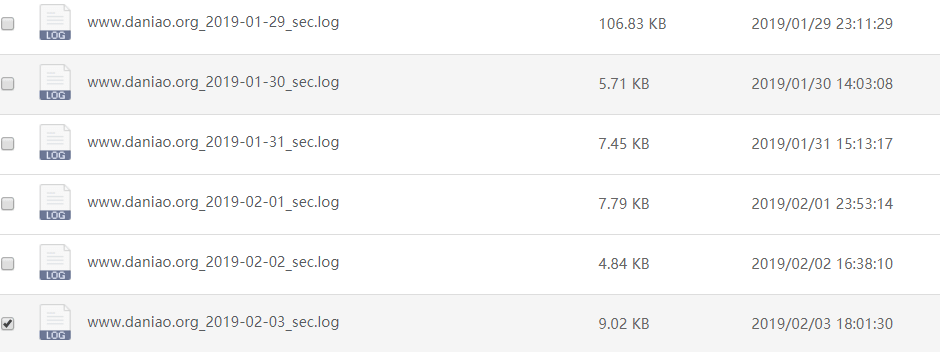 www.daniao.org_2019-01-29_sec.log 106.83 KB 2019/01/29 23:11:29
LOG
www.daniao.org_2019-01-30_sec.log 5.71 KB 2019/01/30 14:03:08
LOG
www.daniao.org_2019-01-31_sec.log 7.45 KB 2019/01/31 15:13:17
LOG
www.daniao.org_2019-02-01_sec.log 7.79 KB 2019/02/01 23:53:14
LOG
www.daniao.org_2019-02-02_sec.log 4.84 KB 2019/02/02 16:38:10
LOG
www.daniao.org_2019-02-03_sec.log 9.02 KB 2019/02/03 18:01:30
LOG